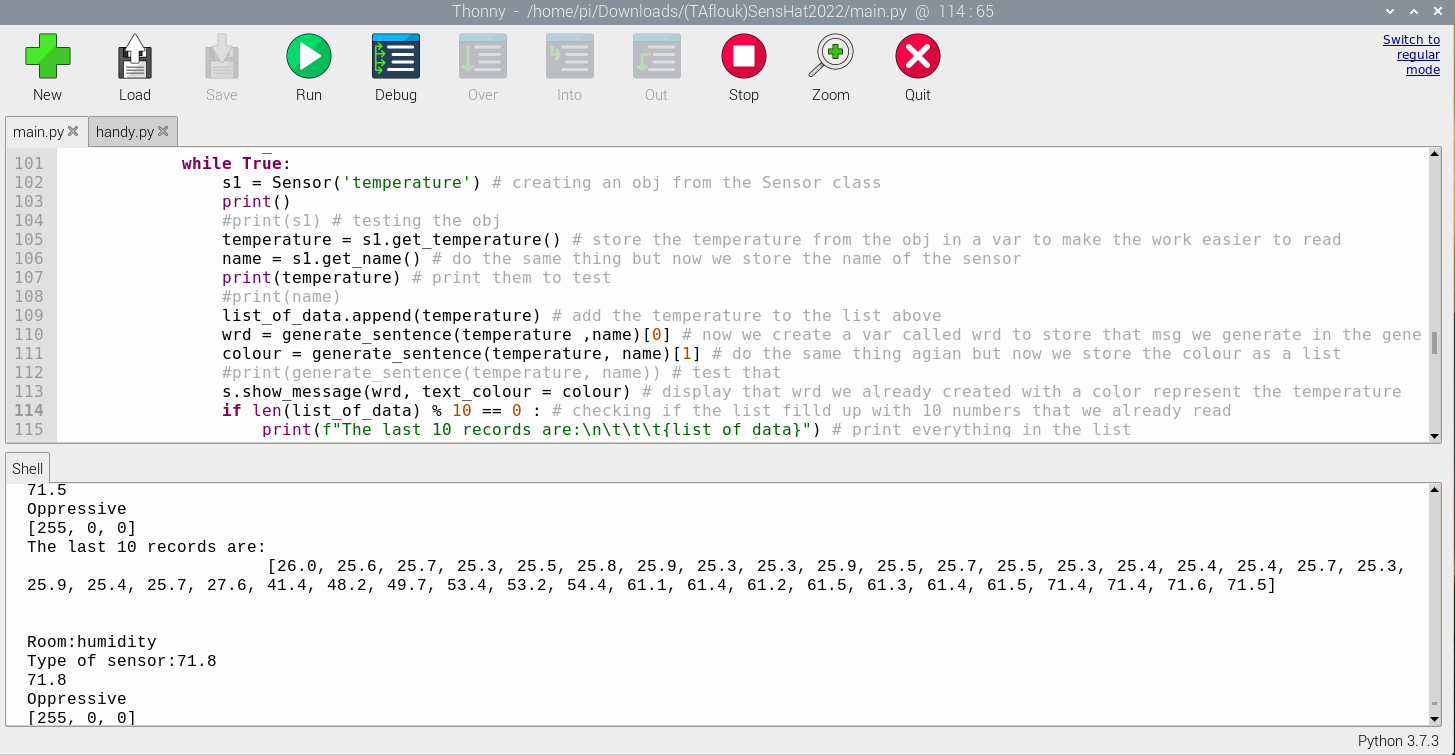 Thonny - /home/pi/Downloads/(TAflouk)SensHat2022/main.py @ 114 : 65
New Load Save Run Debug Over Into Out Stop Zoom Quit
Switch to
regular
mode
main.py handy.py
101 while True:
102 s1 = Sensor('temperature') # creating an obj from the Sensor class
103 print()
104 #print(s1) # testing the obj
105 temperature = s1.get_temperature() # store the temperature from the obj in a var to make the work easier to read
106 name = s1.get_name() # do the same thing but now we store the name of the sensor
107 print(temperature) # print them to test
108 #print(name)
109 list_of_data.append(temperature) # add the temperature to the list above
110 wrd = generate_sentence(temperature ,name)[0] # now we create a var called wrd to store that msg we generate in the gene
111 colour = generate_sentence(temperature, name)[1] # do the same thing agian but now we store the colour as a list
112 #print(generate_sentence(temperature, name)) # test that
113 s.show_message(wrd, text_colour = colour) # display that wrd we already created with a color represent the temperature
114 if len(list_of_data) % 10 == 0 : # checking if the list filld up with 10 numbers that we already read
115 print(f"The last 10 records are:\n\t\t\t{list_of_data}") # print everything in the list
Shell
71.5
Oppressive
[255, 0, 0]
The last 10 records are:
[26.0, 25.6, 25.7, 25.3, 25.5, 25.8, 25.9, 25.3, 25.3, 25.9, 25.5, 25.7, 25.5, 25.3, 25.4, 25.4, 25.4, 25.7, 25.3,
25.9, 25.4, 25.7, 27.6, 41.4, 48.2, 49.7, 53.4, 53.2, 54.4, 61.1, 61.4, 61.2, 61.5, 61.3, 61.4, 61.5, 71.4, 71.4, 71.6, 71.5]
Room:humidity
Type of sensor:71.8
71.8
Oppressive
[255, 0, 0]
Python 3.7.3